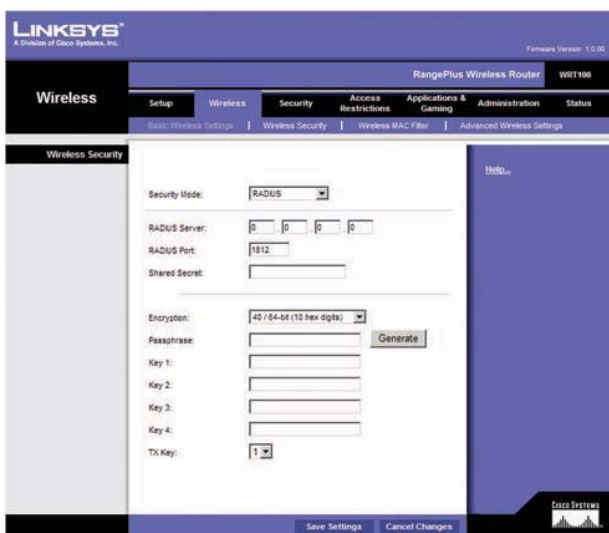 LINKSYS®
A Division of Cisco Systems, Inc.
Firmware Version: 1.0.00
RangePlus Wireless Router WRT100
Wireless
Setup Wireless Security Access Restrictions Applications & Gaming Administration Status
Basic Wireless Settings | Wireless Security | Wireless MAC Filter | Advanced Wireless Settings
Wireless Security
Help...
Security Mode: RADIUS
RADIUS Server: 0 . 0 . 0 . 0
RADIUS Port: 1812
Shared Secret:
Encryption: 40 / 64-bit (10 hex digits)
Passphrase: Generate
Key 1:
Key 2:
Key 3:
Key 4:
TX Key: 1
CISCO SYSTEMS
Save Settings Cancel Changes